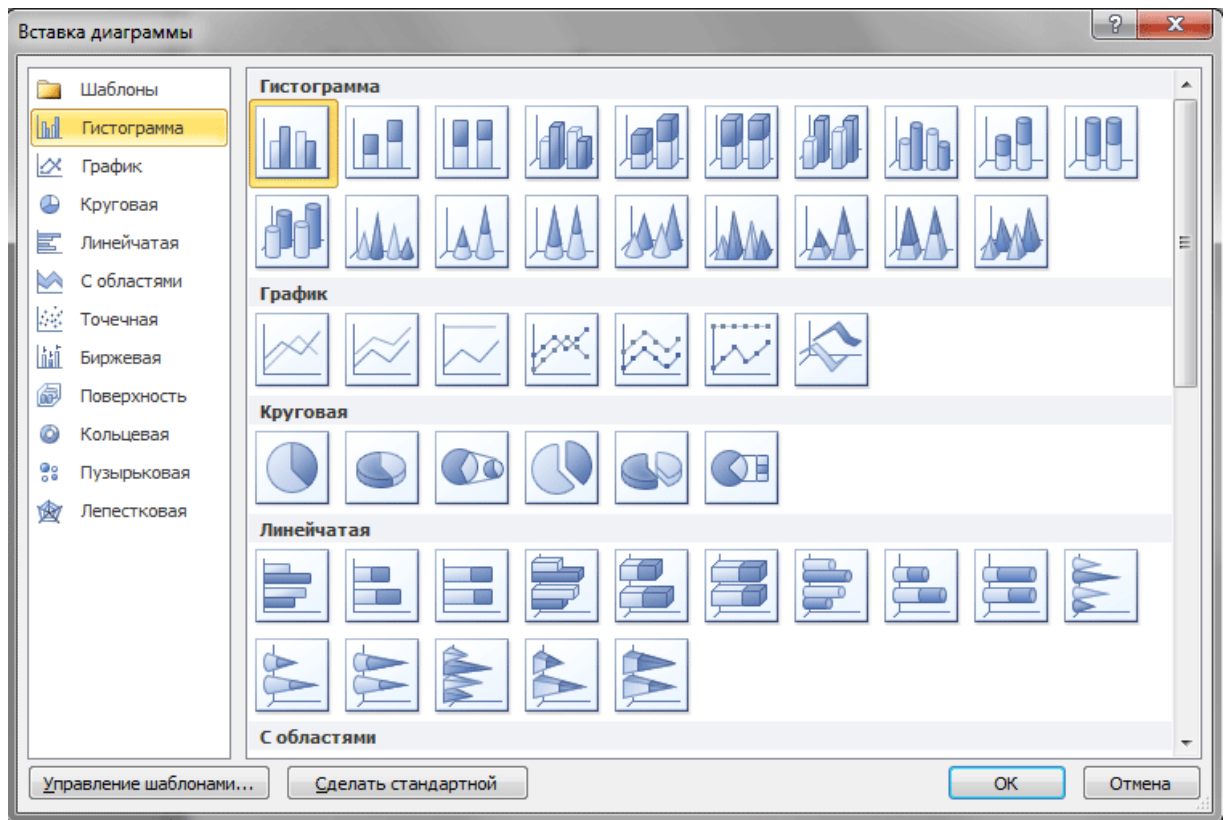 Вставка диаграммы
Шаблоны
Гистограмма
График
Круговая
Линейчатая
С областями
Точечная
Биржевая
Поверхность
Кольцевая
Пузырьковая
Лепестковая
Гистограмма
График
Круговая
Линейчатая
С областями
Управление шаблонами...
Сделать стандартной
ОК
Отмена